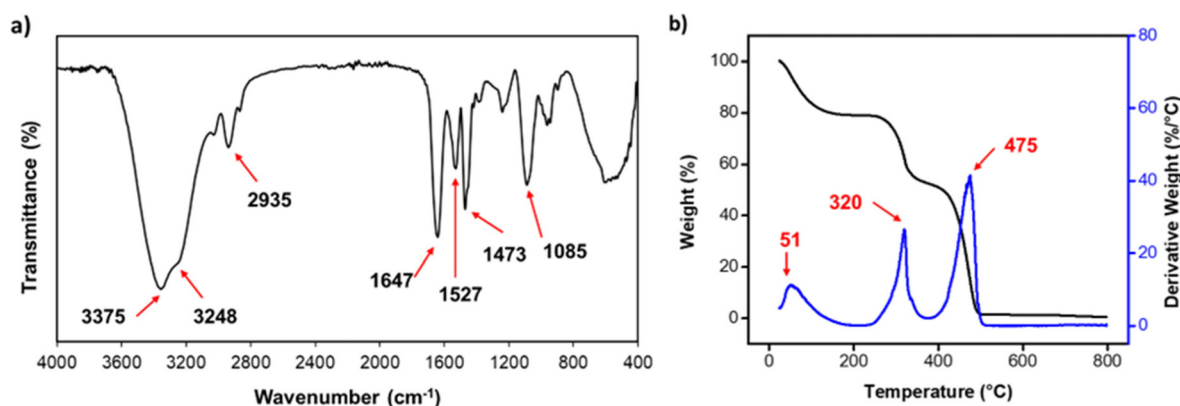 a)
Transmittance (%)
3375
3248
2935
1647
1527
1473
1085
4000 3600 3200 2800 2400 2000 1600 1200 800 400
Wavenumber (cm-1)
b)
100
80
60
40
20
0
Weight (%)
51
320
475
80
60
40
20
0
Derivative Weight (%/°C)
0 200 400 600 800
Temperature (°C)